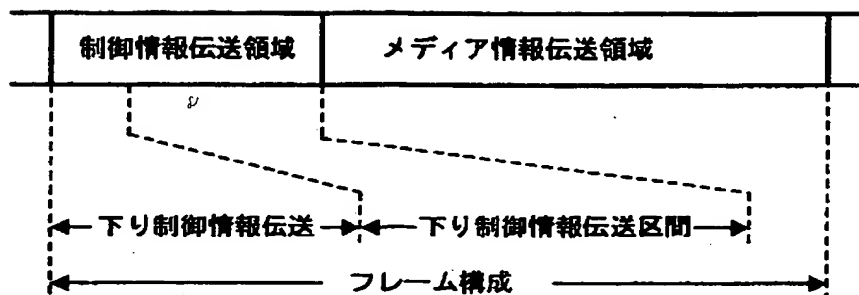 制御情報伝送領域 メディア情報伝送領域
下り制御情報伝送 下り制御情報伝送区間
フレーム構成